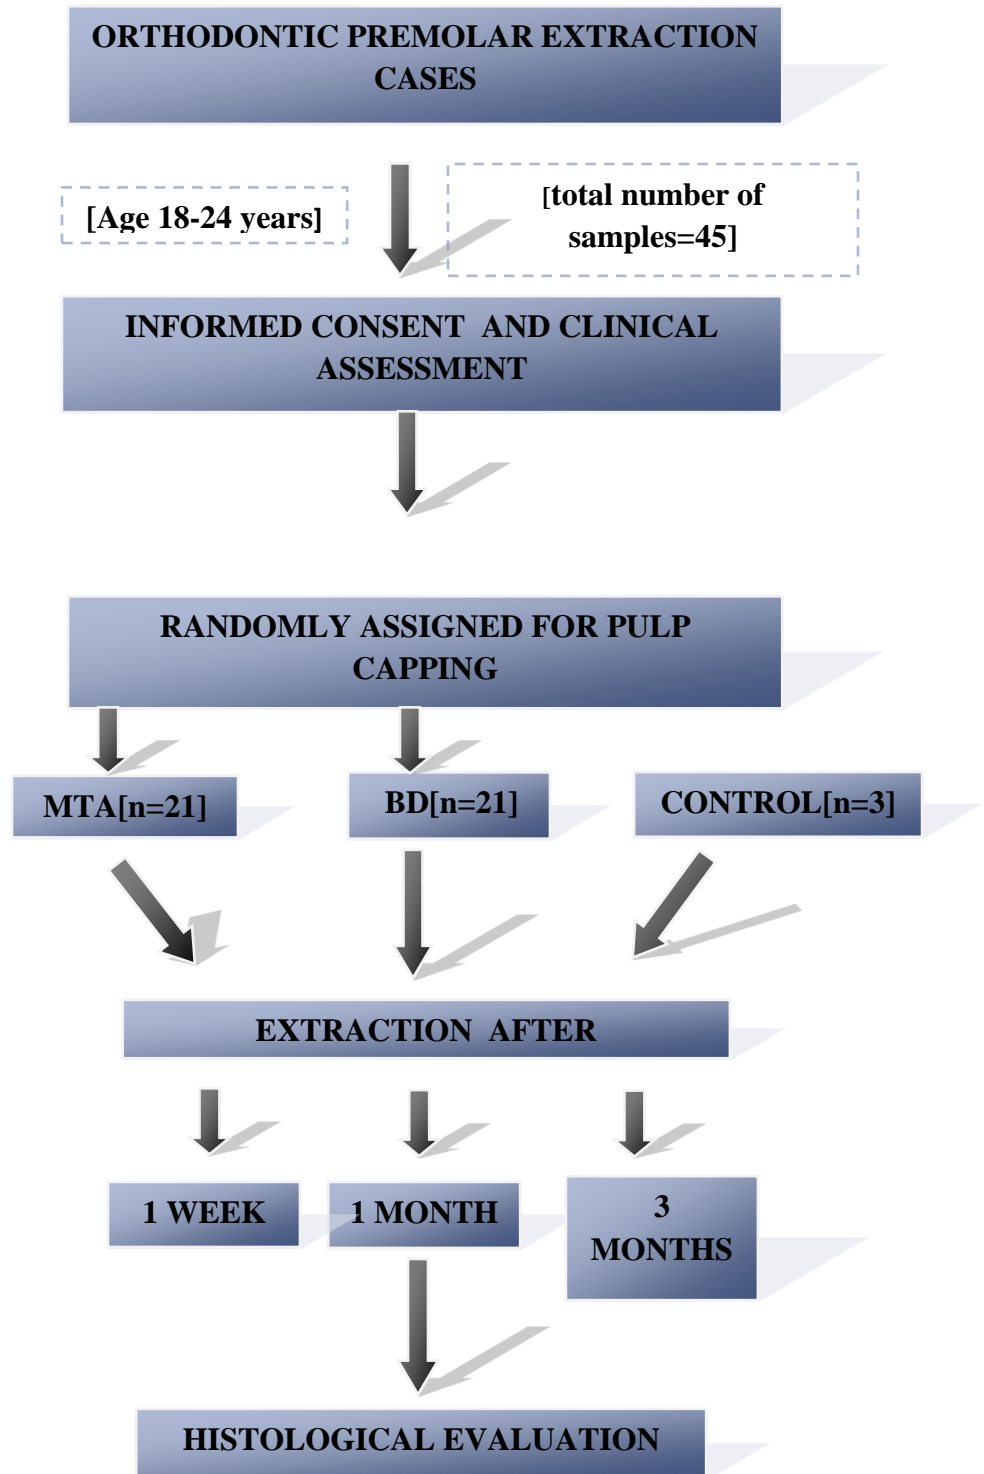 ORTHODONTIC PREMOLAR EXTRACTION
CASES
[Age 18-24 years]
[total number of
samples=45]
INFORMED CONSENT  AND CLINICAL
ASSESSMENT
RANDOMLY ASSIGNED FOR PULP
CAPPING
MTA[n=21]
BD[n=21]
CONTROL[n=3]
EXTRACTION  AFTER
1 WEEK
1 MONTH
3
MONTHS
HISTOLOGICAL EVALUATION